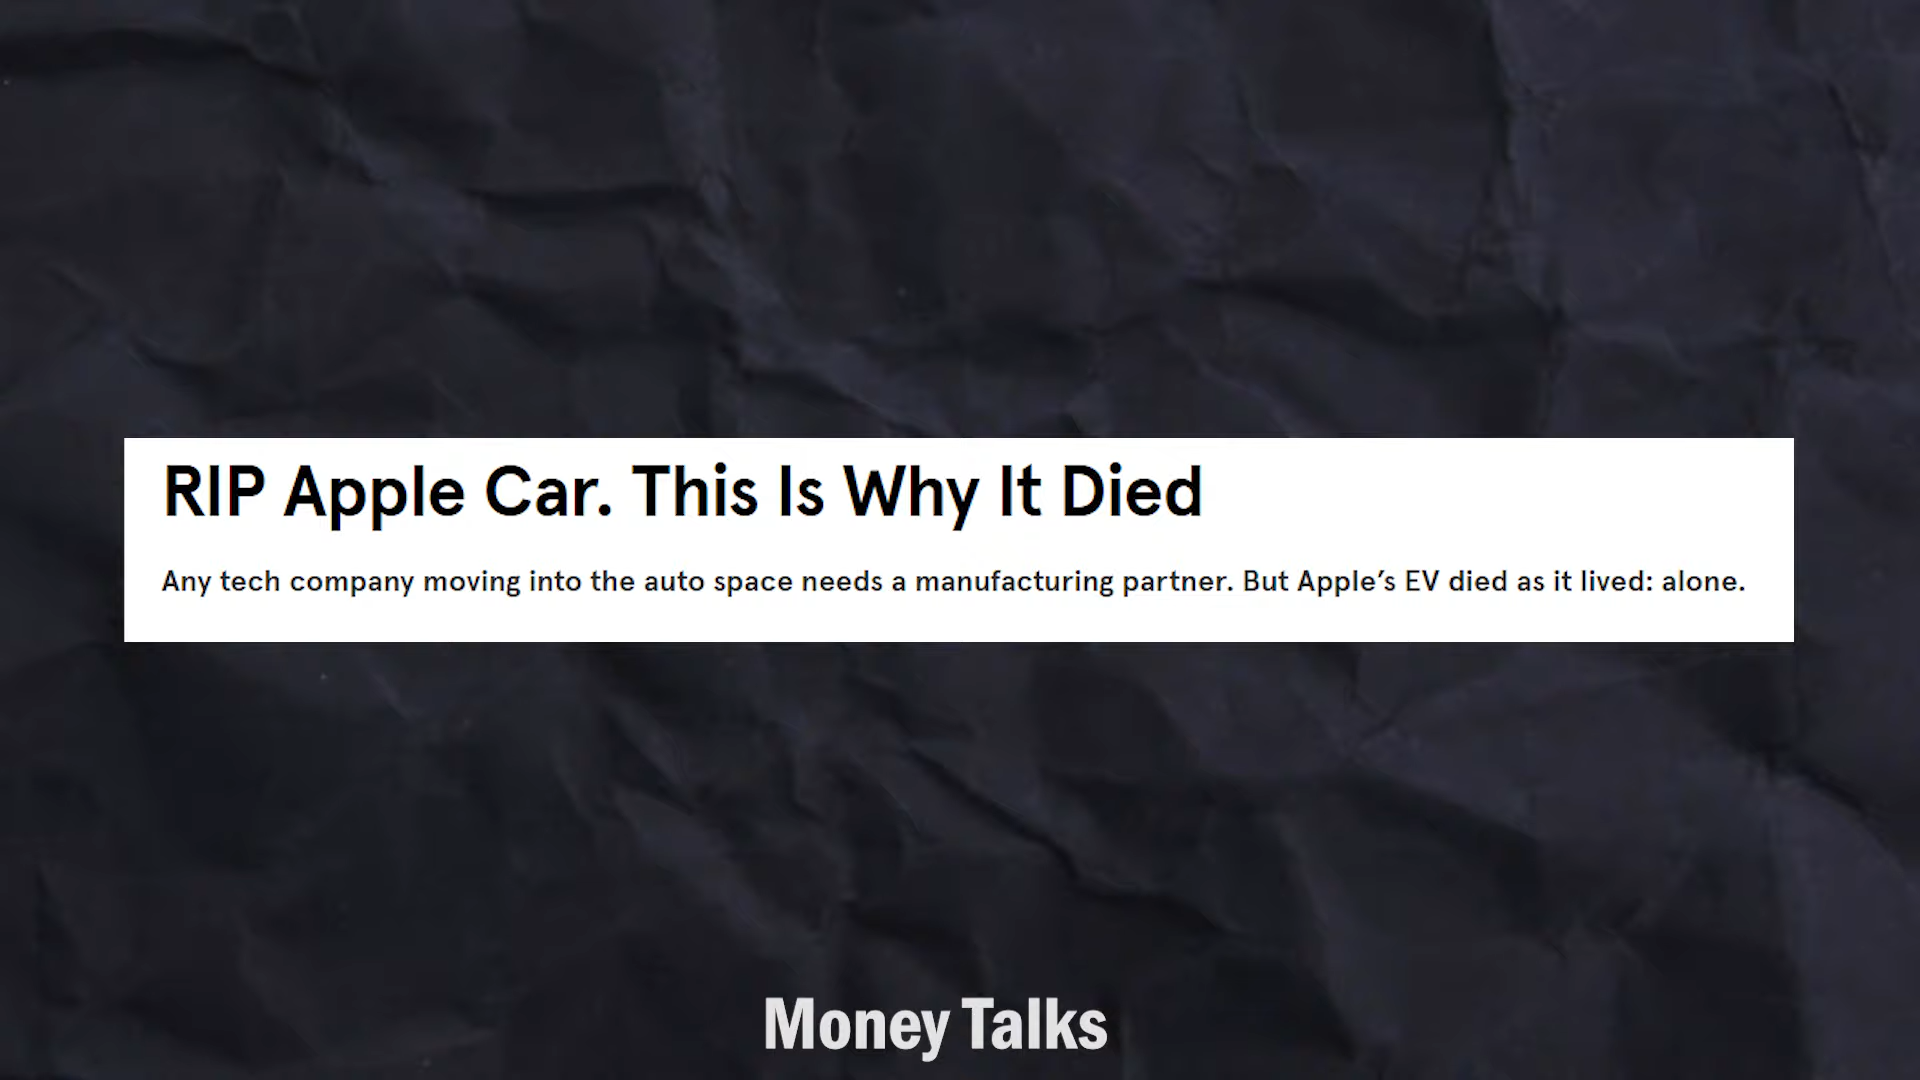 RIP Apple Car. This Is Why It Died
Any tech company moving into the auto space needs a manufacturing partner. But Apple’s EV died as it lived: alone.
Money Talks